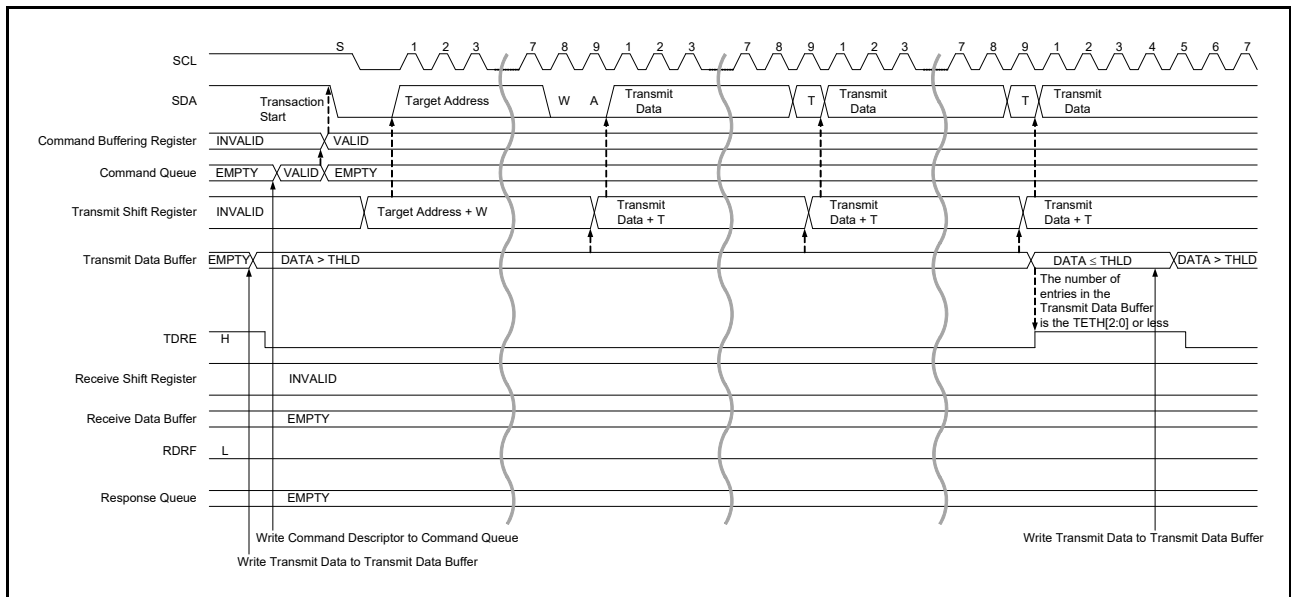 S 1 2 3 7 8 9 1 2 3 7 8 9 1 2 3 7 8 9 1 2 3 4 5 6 7
SCL
SDA Transaction Start Target Address W A Transmit Data T Transmit Data T Transmit Data
Command Buffering Register INVALID VALID
Command Queue EMPTY VALID EMPTY
Transmit Shift Register INVALID Target Address + W Transmit Data + T Transmit Data + T Transmit Data + T
Transmit Data Buffer EMPTY DATA > THLD DATA ≤ THLD DATA > THLD
The number of
entries in the
Transmit Data Buffer
is the TETH[2:0] or less
TDRE H
Receive Shift Register INVALID
Receive Data Buffer EMPTY
RDRF L
Response Queue EMPTY
Write Command Descriptor to Command Queue Write Transmit Data to Transmit Data Buffer
Write Transmit Data to Transmit Data Buffer